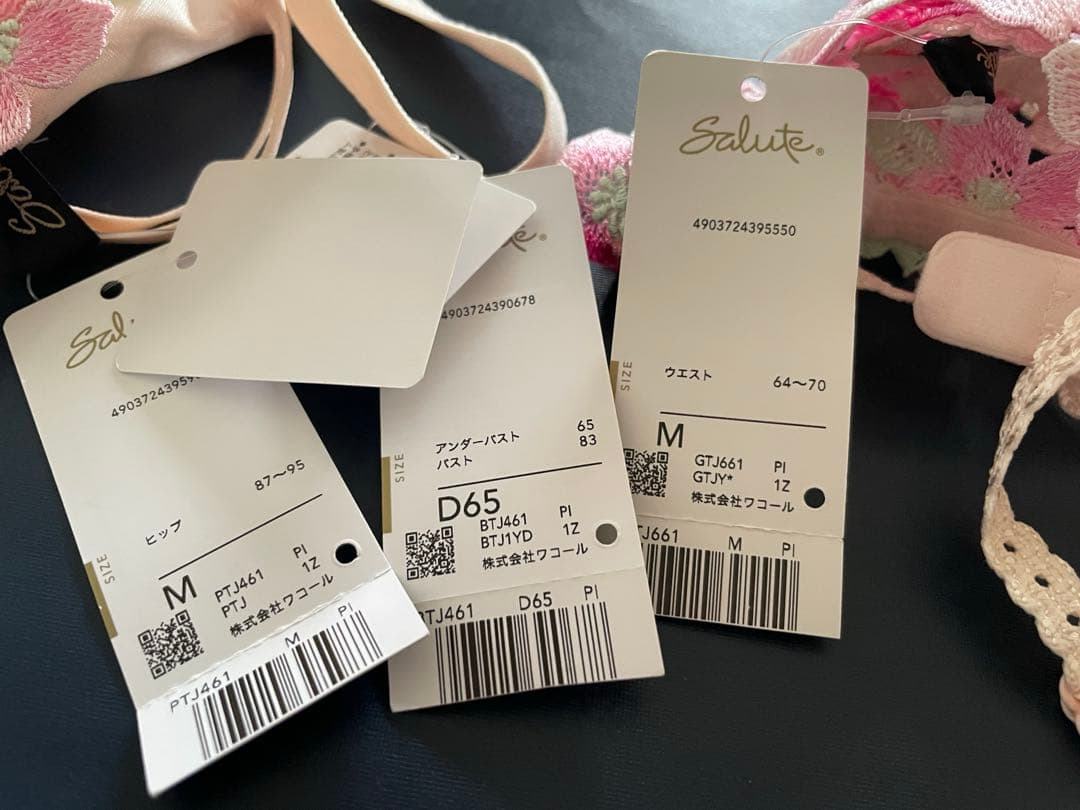 Sal
87〜95
ヒップ
SIZE
M
PTJ461 PI
PTJ 1Z
株式会社ワコール
PTJ461 M PI
4903724390678
アンダーバスト 65
バスト 83
SIZE
D65
BTJ461 PI
BTJ1YD 1Z
株式会社ワコール
TJ461 D65 PI
Salute®
4903724395550
ウエスト 64〜70
SIZE
M
GTJ661 PI
GTJY* 1Z
株式会社ワコール
J661 M PI